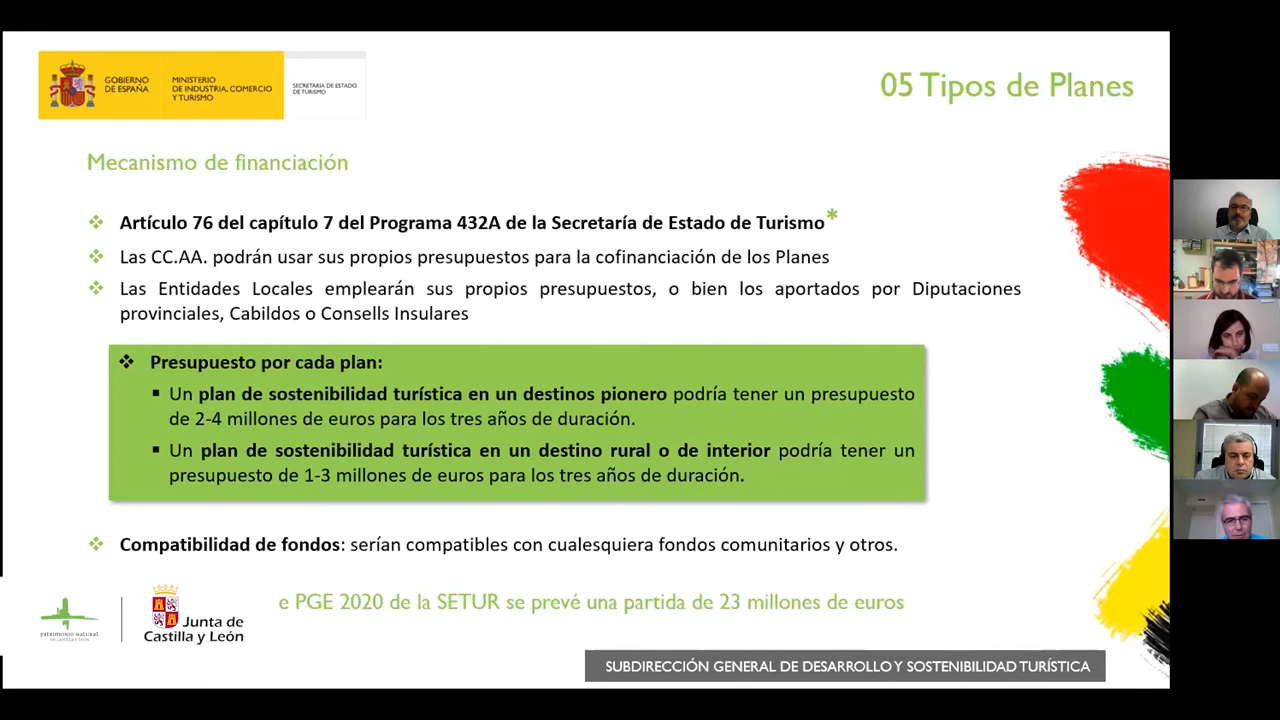 GOBIERNO
DE ESPAÑA
MINISTERIO
DE INDUSTRIA, COMERCIO
Y TURISMO
SECRETARÍA DE ESTADO
DE TURISMO
05 Tipos de Planes
Mecanismo de financiación
Artículo 76 del capítulo 7 del Programa 432A de la Secretaría de Estado de Turismo*
Las CC.AA. podrán usar sus propios presupuestos para la cofinanciación de los Planes
Las Entidades Locales emplearán sus propios presupuestos, o bien los aportados por Diputaciones
provinciales, Cabildos o Consells Insulares
Presupuesto por cada plan:
Un plan de sostenibilidad turística en un destinos pionero podría tener un presupuesto
de 2-4 millones de euros para los tres años de duración.
Un plan de sostenibilidad turística en un destino rural o de interior podría tener un
presupuesto de 1-3 millones de euros para los tres años de duración.
Compatibilidad de fondos: serían compatibles con cualesquiera fondos comunitarios y otros.
e PGE 2020 de la SETUR se prevé una partida de 23 millones de euros
PATRIMONIO NATURAL
de castilla y león
Junta de
Castilla y León
SUBDIRECCIÓN GENERAL DE DESARROLLO Y SOSTENIBILIDAD TURÍSTICA